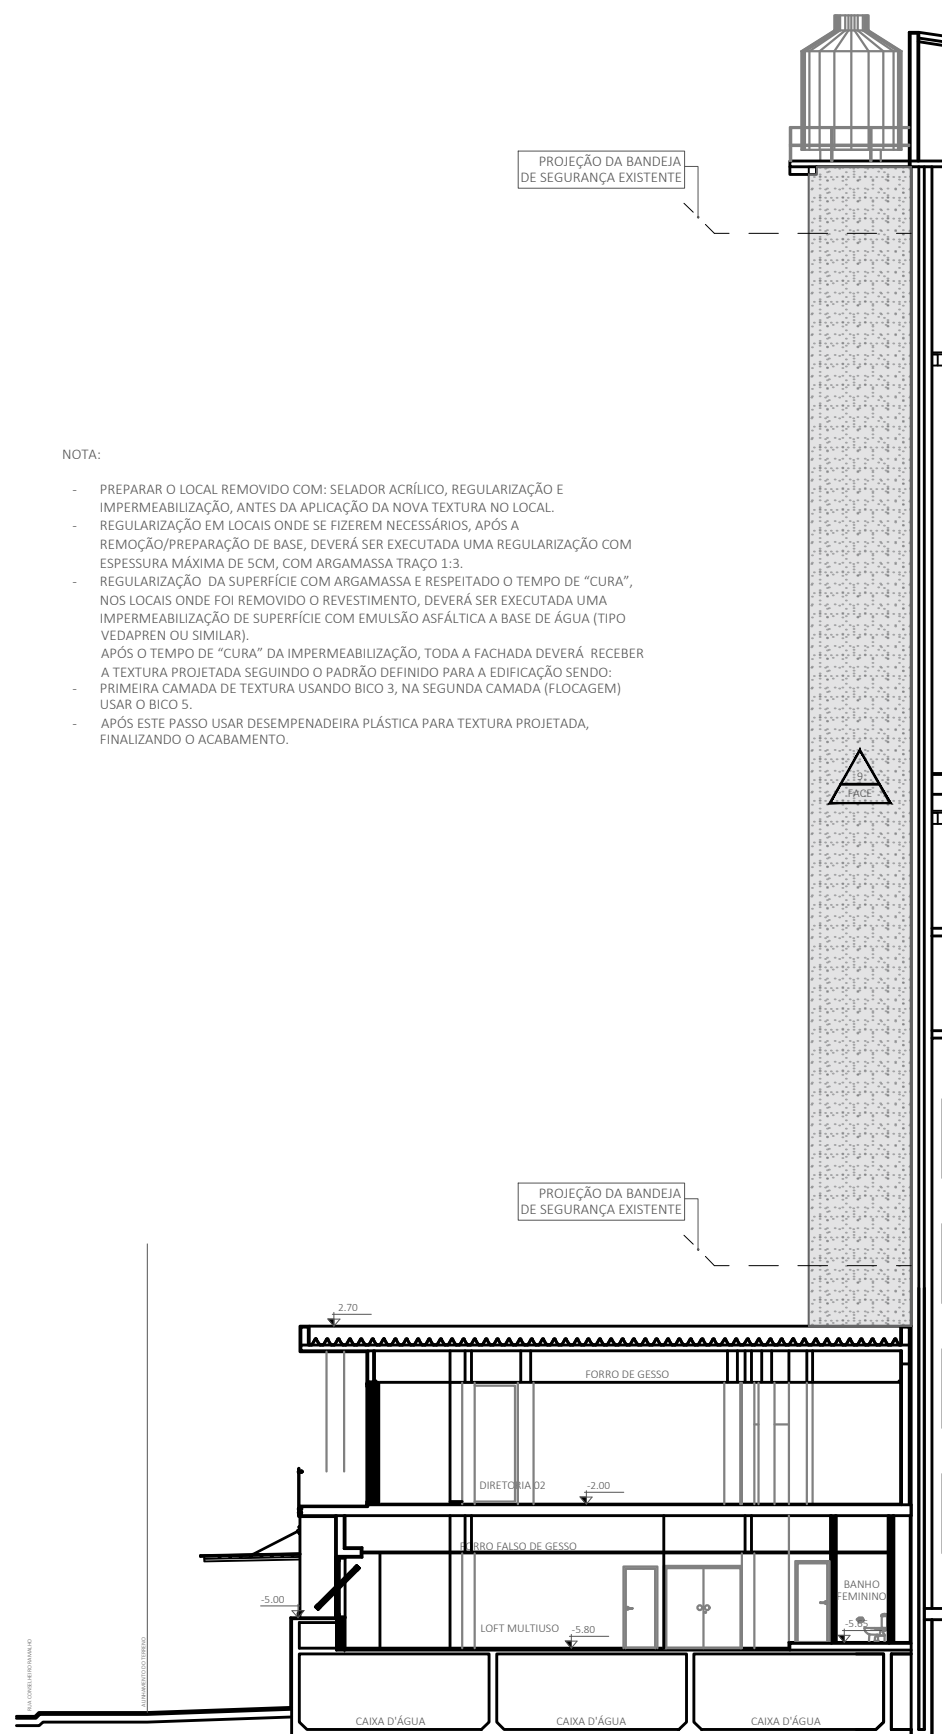 PROJEÇÃO DA BANDEJA
DE SEGURANÇA EXISTENTE
NOTA:
- PREPARAR O LOCAL REMOVIDO COM: SELADOR ACRÍLICO, REGULARIZAÇÃO E
IMPERMEABILIZAÇÃO, ANTES DA APLICAÇÃO DA NOVA TEXTURA NO LOCAL.
- REGULARIZAÇÃO EM LOCAIS ONDE SE FIZEREM NECESSÁRIOS, APÓS A
REMOÇÃO/PREPARAÇÃO DE BASE, DEVERÁ SER EXECUTADA UMA REGULARIZAÇÃO COM
ESPESSURA MÁXIMA DE 5CM, COM ARGAMASSA TRAÇO 1:3.
- REGULARIZAÇÃO DA SUPERFÍCIE COM ARGAMASSA E RESPEITADO O TEMPO DE “CURA”,
NOS LOCAIS ONDE FOI REMOVIDO O REVESTIMENTO, DEVERÁ SER EXECUTADA UMA
IMPERMEABILIZAÇÃO DE SUPERFÍCIE COM EMULSÃO ASFÁLTICA A BASE DE ÁGUA (TIPO
VEDAPREN OU SIMILAR).
APÓS O TEMPO DE “CURA” DA IMPERMEABILIZAÇÃO, TODA A FACHADA DEVERÁ RECEBER
A TEXTURA PROJETADA SEGUINDO O PADRÃO DEFINIDO PARA A EDIFICAÇÃO SENDO:
- PRIMEIRA CAMADA DE TEXTURA USANDO BICO 3, NA SEGUNDA CAMADA (FLOCAGEM)
USAR O BICO 5.
- APÓS ESTE PASSO USAR DESEMPENADEIRA PLÁSTICA PARA TEXTURA PROJETADA,
FINALIZANDO O ACABAMENTO.
9
FACE
PROJEÇÃO DA BANDEJA
DE SEGURANÇA EXISTENTE
2.70
FORRO DE GESSO
DIRETORIA 02
-2.00
FORRO FALSO DE GESSO
-5.00
BANHO
FEMININO
LOFT MULTIUSO
-5.80
-5.65
RUA CONSELHEIRO RAMALHO
ALINHAMENTO DO TERRENO
CAIXA D'ÁGUA
CAIXA D'ÁGUA
CAIXA D'ÁGUA